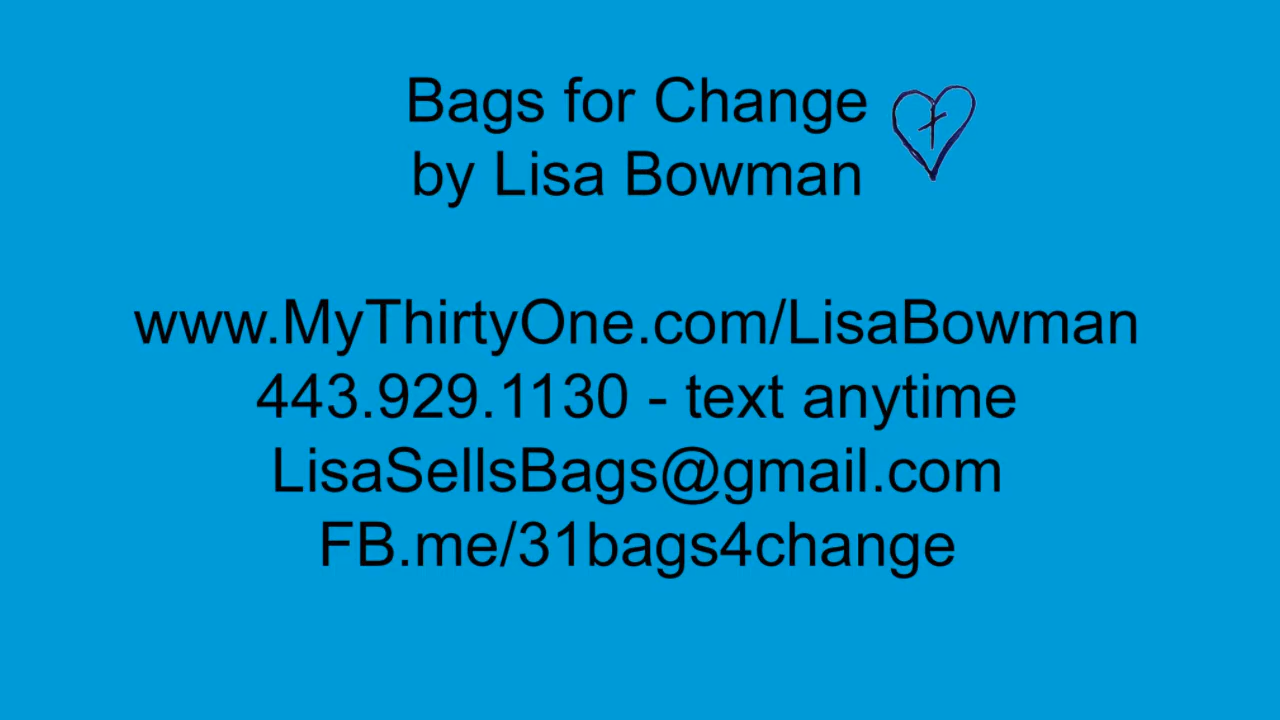 Bags for Change
by Lisa Bowman
www.MyThirtyOne.com/LisaBowman
443.929.1130 - text anytime
LisaSellsBags@gmail.com
FB.me/31bags4change